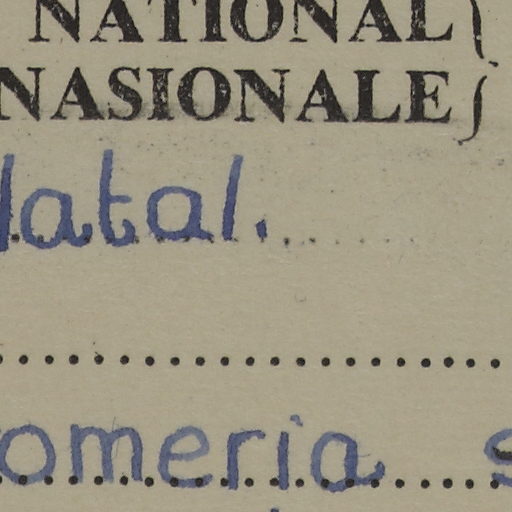 NATIONAL
NASIONALE
Natal.
omeria s